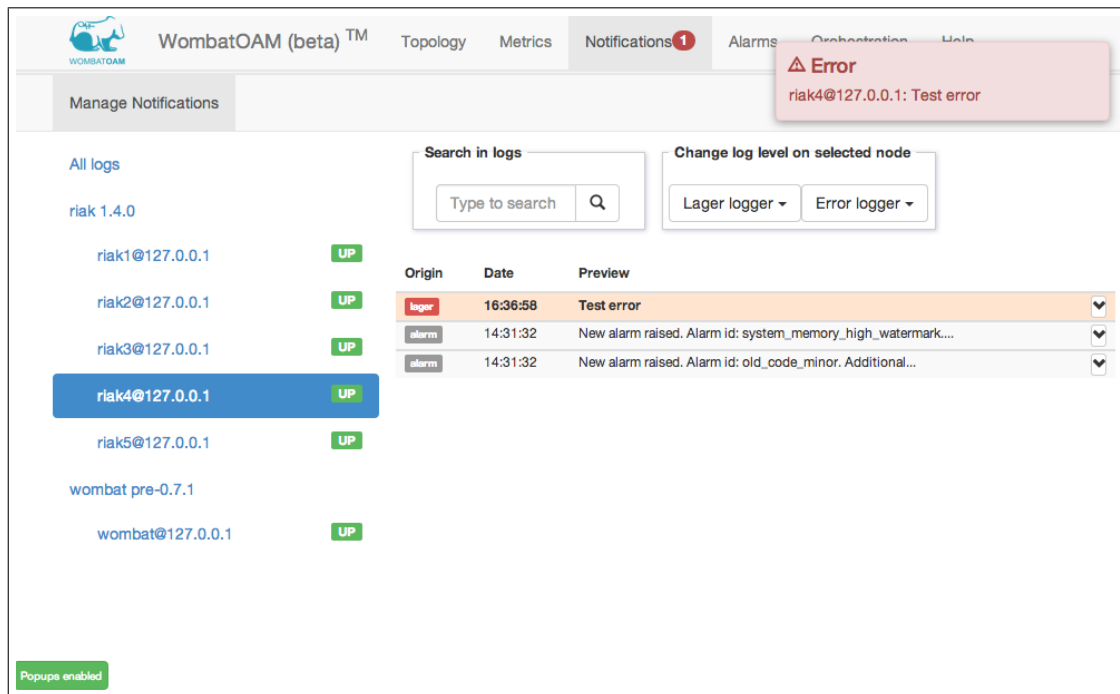 WOMBATOAM
WombatOAM (beta) TM
Topology
Metrics
Notifications 1
Alarms
Orchestration
Help
Error
riak4@127.0.0.1: Test error
Manage Notifications
All logs
riak 1.4.0
riak1@127.0.0.1 UP
riak2@127.0.0.1 UP
riak3@127.0.0.1 UP
riak4@127.0.0.1 UP
riak5@127.0.0.1 UP
wombat pre-0.7.1
wombat@127.0.0.1 UP
Search in logs
Type to search
Change log level on selected node
Lager logger
Error logger
Origin Date Preview
lager 16:36:58 Test error
alarm 14:31:32 New alarm raised. Alarm id: system_memory_high_watermark....
alarm 14:31:32 New alarm raised. Alarm id: old_code_minor. Additional...
Popups enabled